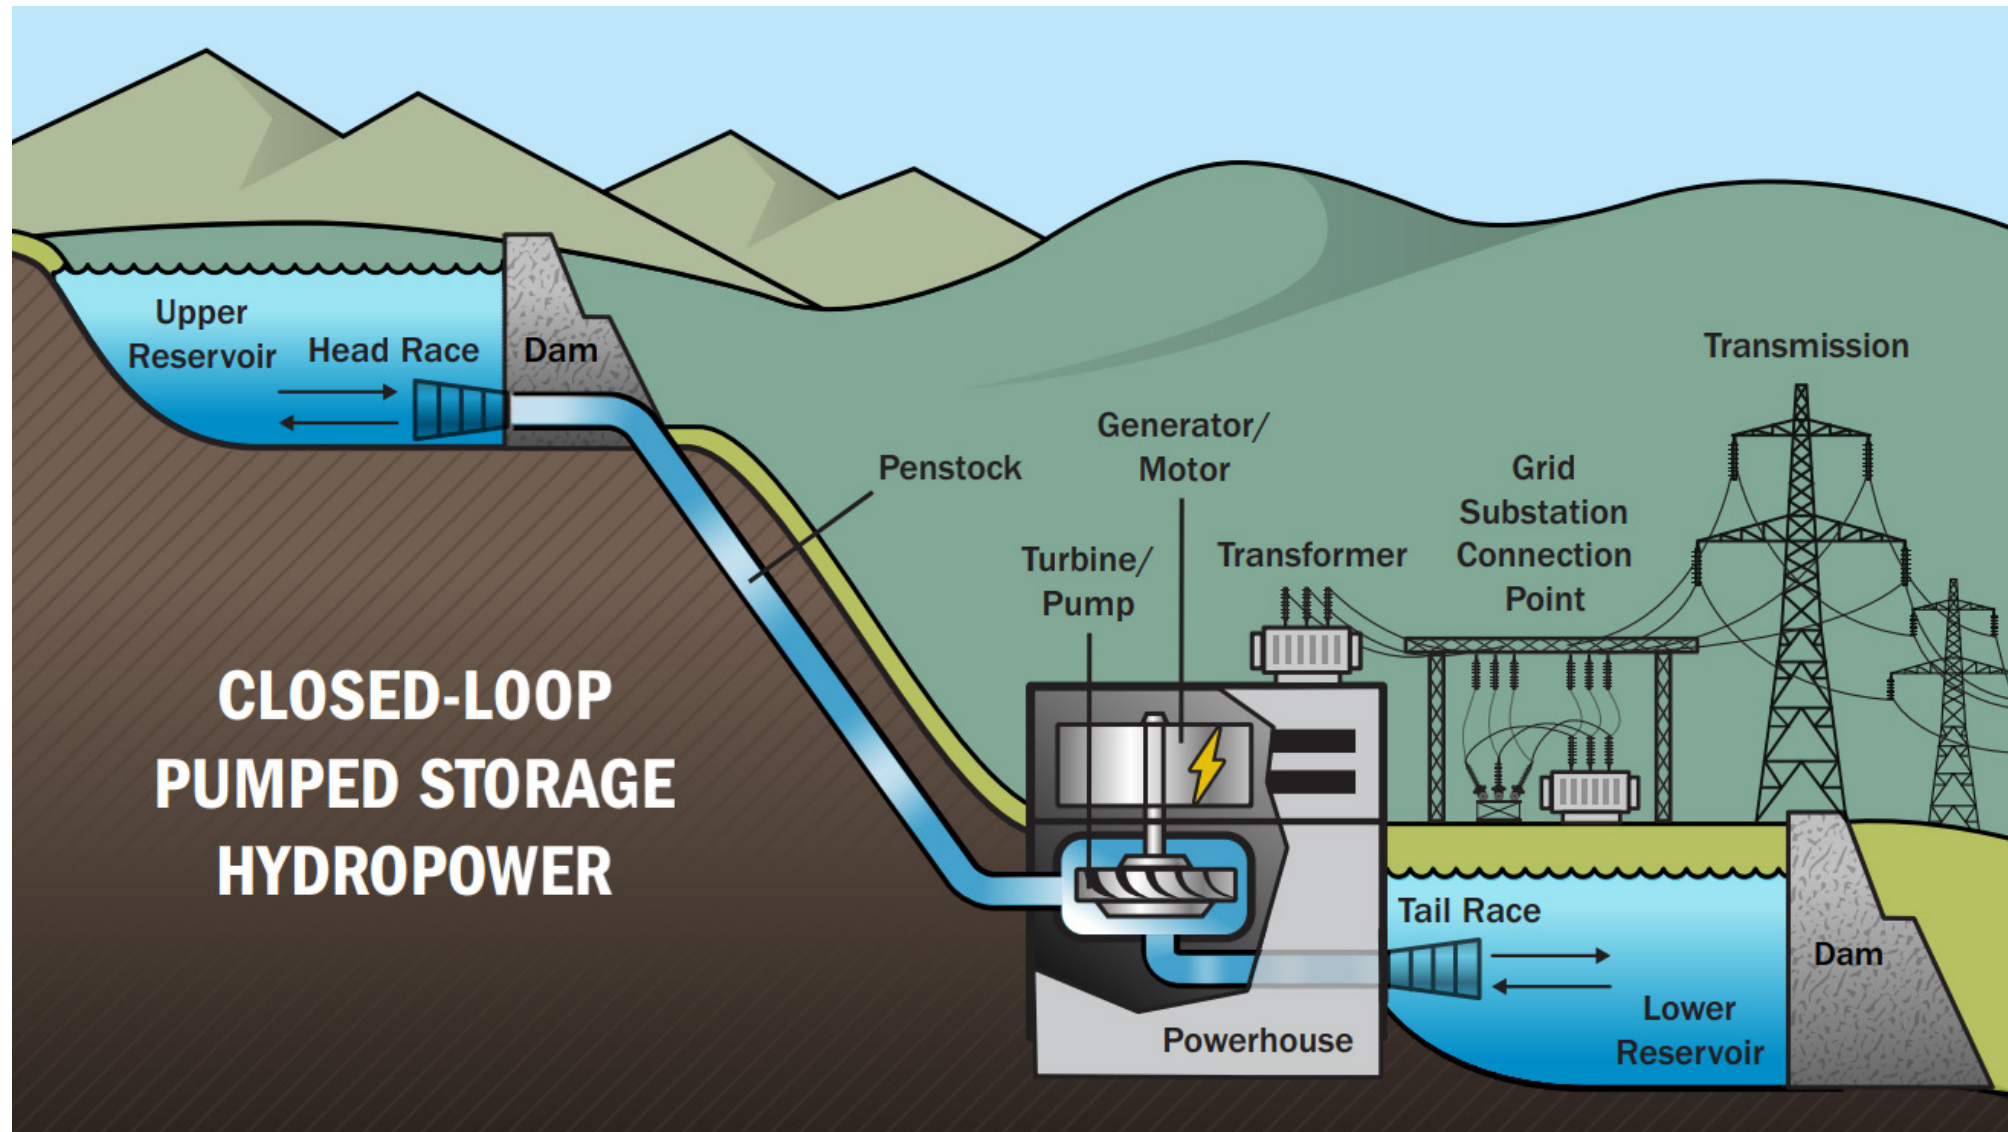 Upper
Reservoir
Head Race
Dam
Penstock
Generator/
Motor
Turbine/
Pump
Transformer
Grid
Substation
Connection
Point
Transmission
CLOSED-LOOP
PUMPED STORAGE
HYDROPOWER
Tail Race
Dam
Lower
Reservoir
Powerhouse